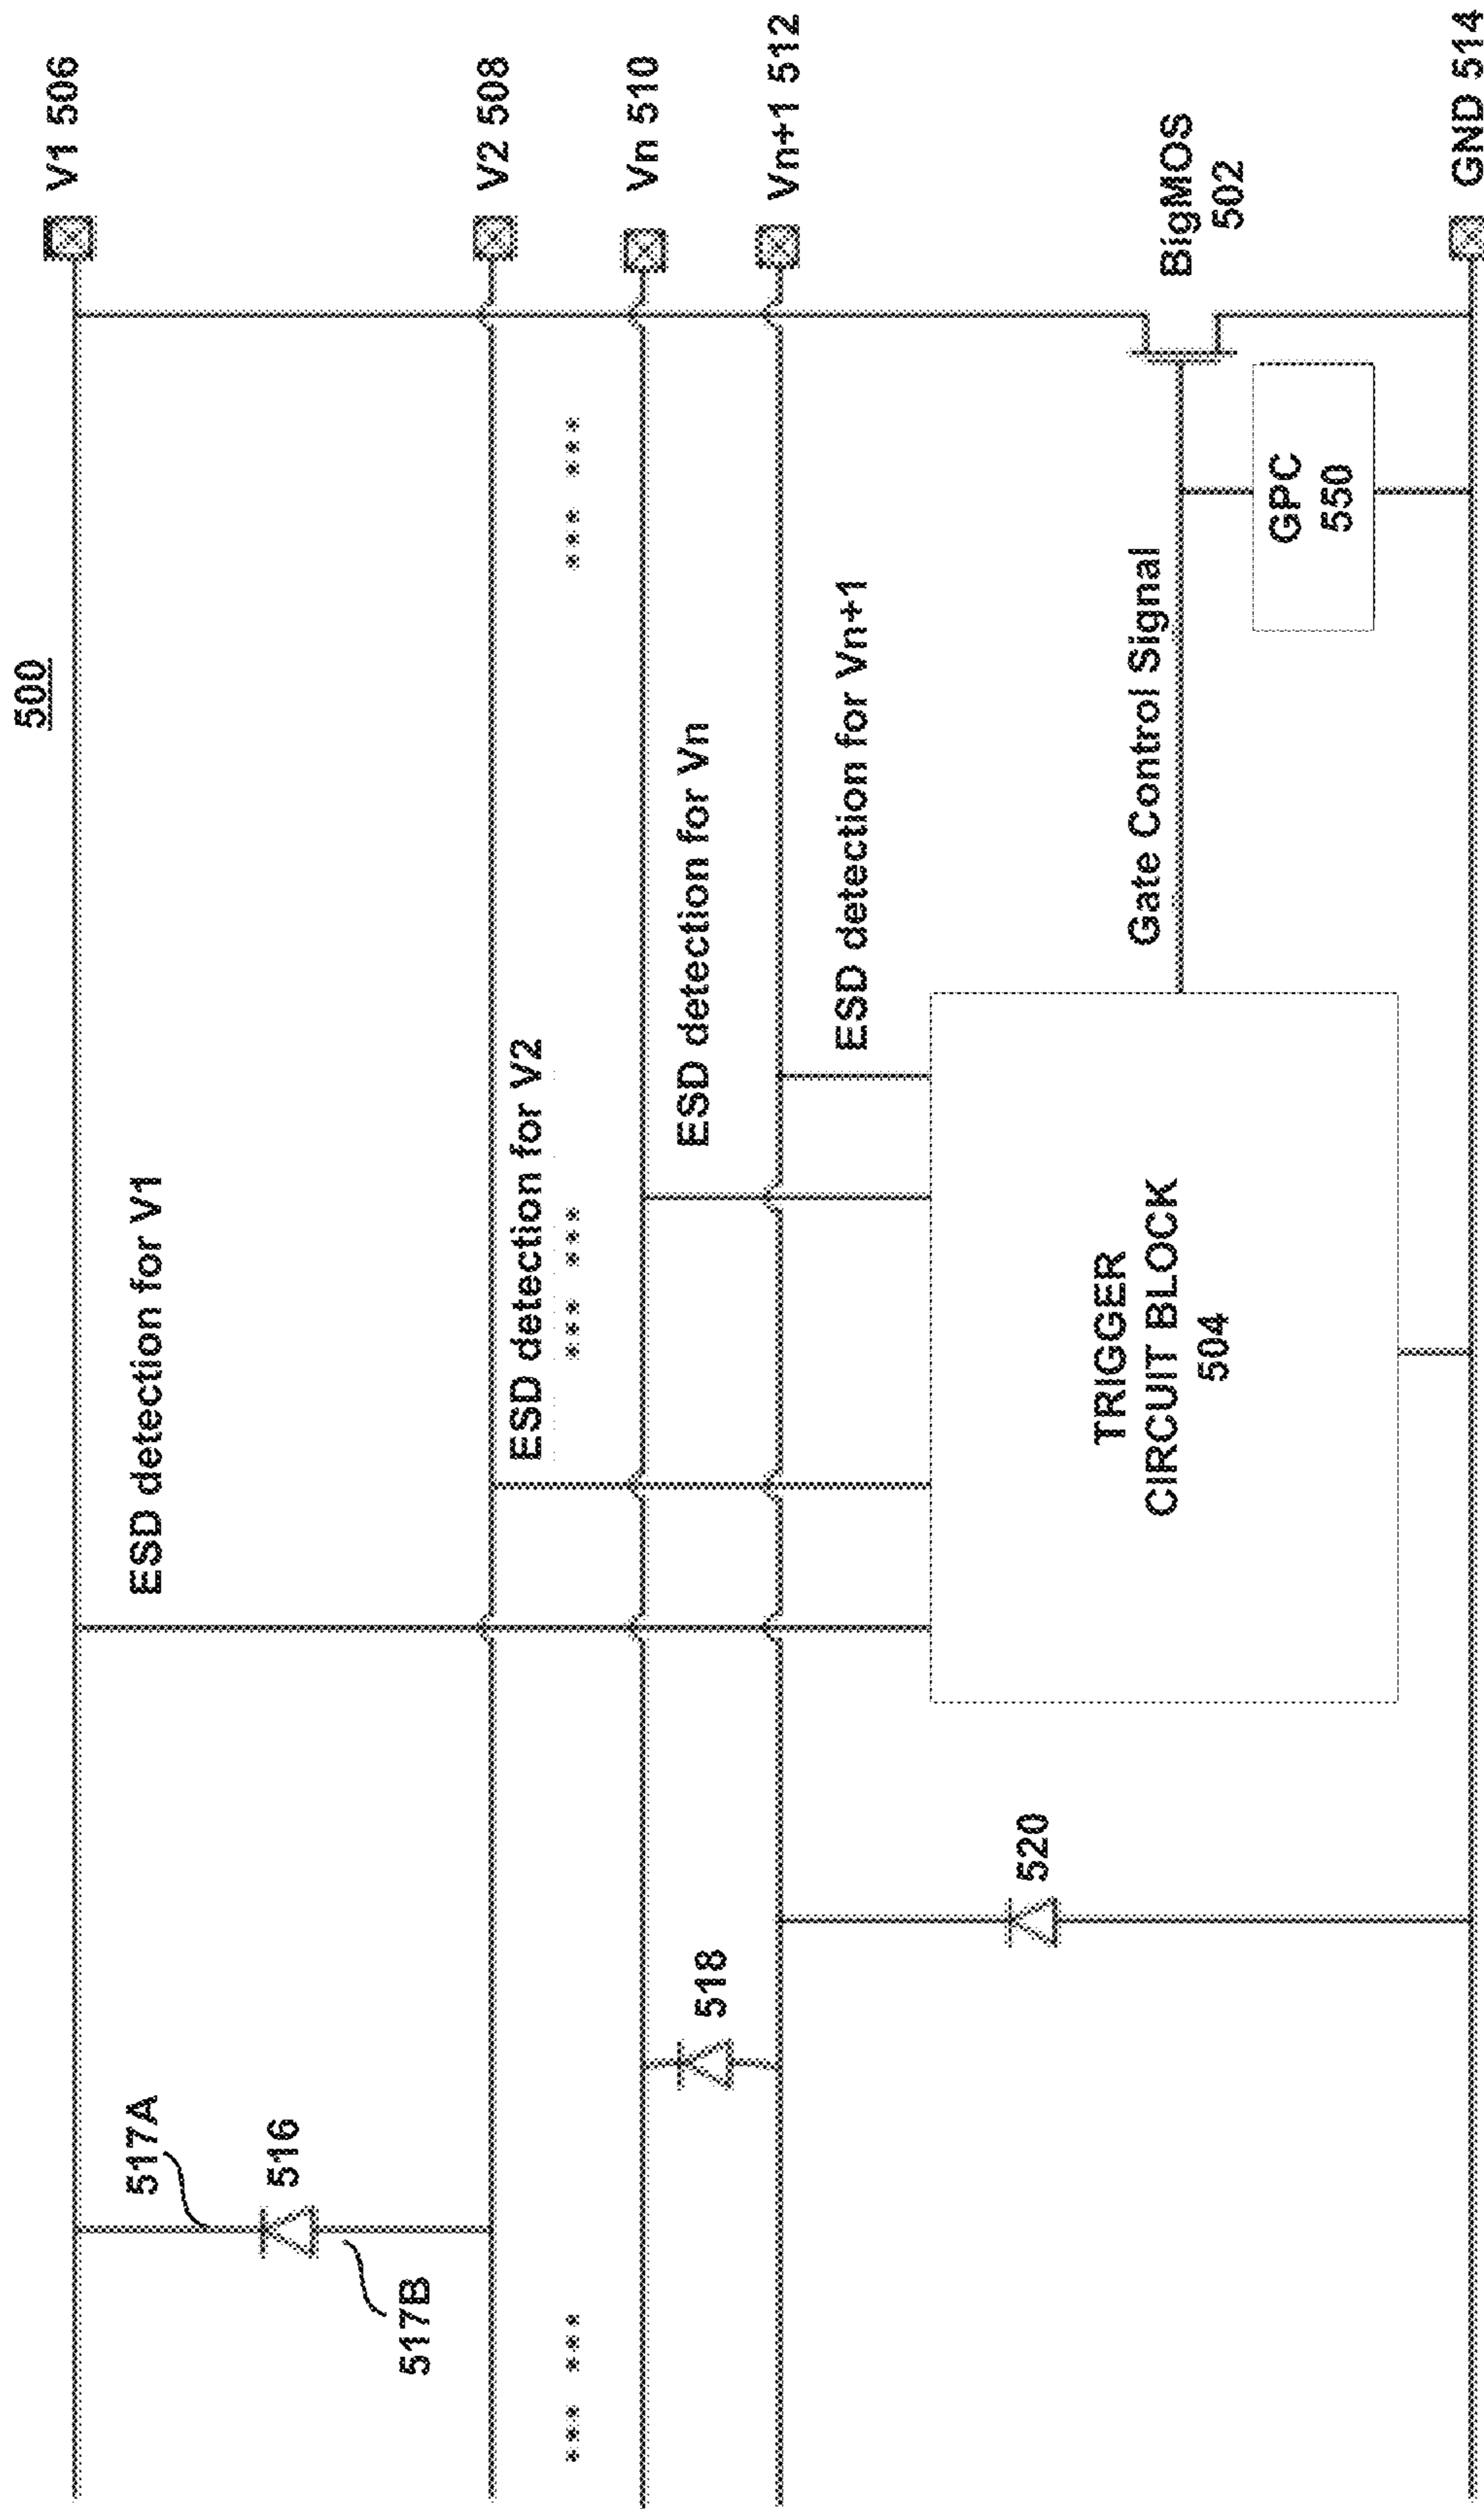 500
V1 506
ESD detection for V1
517A
516
517B
V2 508
ESD detection for V2
Vn 510
ESD detection for Vn
518
Vn+1 512
ESD detection for Vn+1
520
TRIGGER
CIRCUIT BLOCK
504
Gate Control Signal
BigMOS
502
GPC
550
GND 514